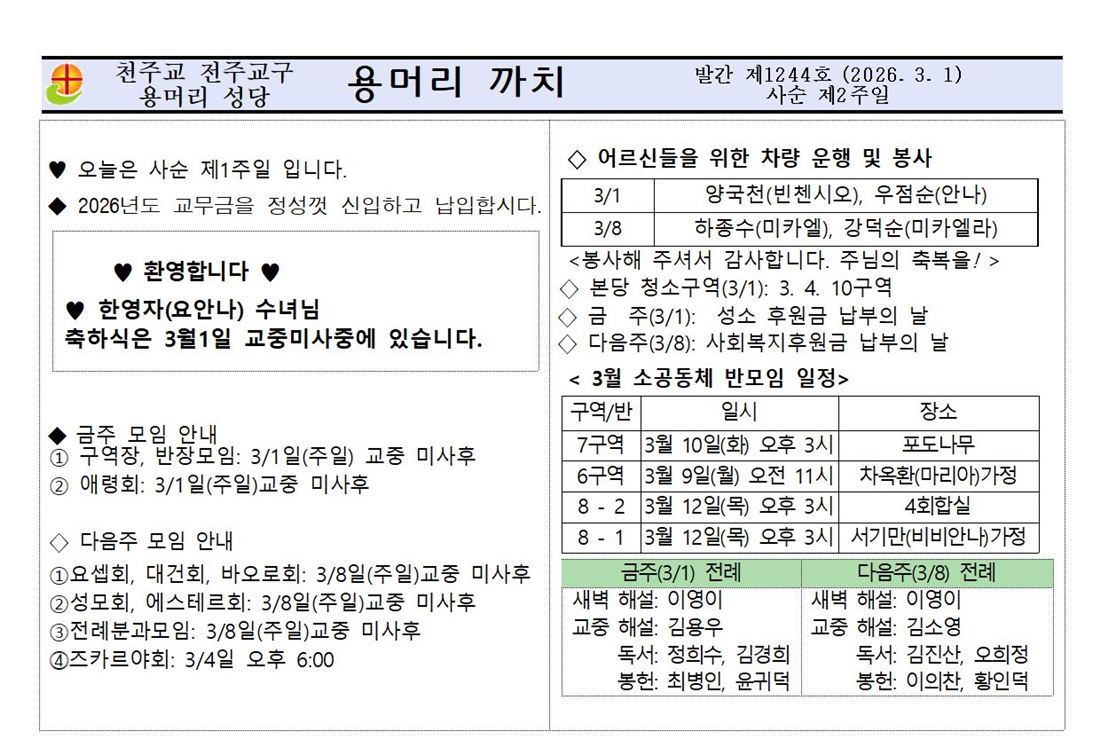 천주교 전주교구
용머리 성당
용머리 까치
발간 제1244호 (2026. 3. 1)
사순 제2주일
♥ 오늘은 사순 제1주일 입니다.
◆ 2026년도 교무금을 정성껏 신입하고 납입합시다.
♥ 환영합니다 ♥
♥ 한영자(요안나) 수녀님
축하식은 3월1일 교중미사중에 있습니다.
◆ 금주 모임 안내
① 구역장, 반장모임: 3/1일(주일) 교중 미사후
② 애령회: 3/1일(주일)교중 미사후
◇ 다음주 모임 안내
①요셉회, 대건회, 바오로회: 3/8일(주일)교중 미사후
②성모회, 에스테르회: 3/8일(주일)교중 미사후
③전례분과모임: 3/8일(주일)교중 미사후
④즈카르야회: 3/4일 오후 6:00
◇ 어르신들을 위한 차량 운행 및 봉사
3/1 양국천(빈첸시오), 우점순(안나)
3/8 하종수(미카엘), 강덕순(미카엘라)
<봉사해 주셔서 감사합니다. 주님의 축복을! >
◇ 본당 청소구역(3/1): 3. 4. 10구역
◇ 금 주(3/1): 성소 후원금 납부의 날
◇ 다음주(3/8): 사회복지후원금 납부의 날
< 3월 소공동체 반모임 일정>
구역/반 일시 장소
7구역 3월 10일(화) 오후 3시 포도나무
6구역 3월 9일(월) 오전 11시 차옥환(마리아)가정
8 - 2 3월 12일(목) 오후 3시 4회합실
8 - 1 3월 12일(목) 오후 3시 서기만(비비안나)가정
금주(3/1) 전례 다음주(3/8) 전례
새벽 해설: 이영이 새벽 해설: 이영이
교중 해설: 김용우 교중 해설: 김소영
독서: 정희수, 김경희 독서: 김진산, 오희정
봉헌: 최병인, 윤귀덕 봉헌: 이의찬, 황인덕